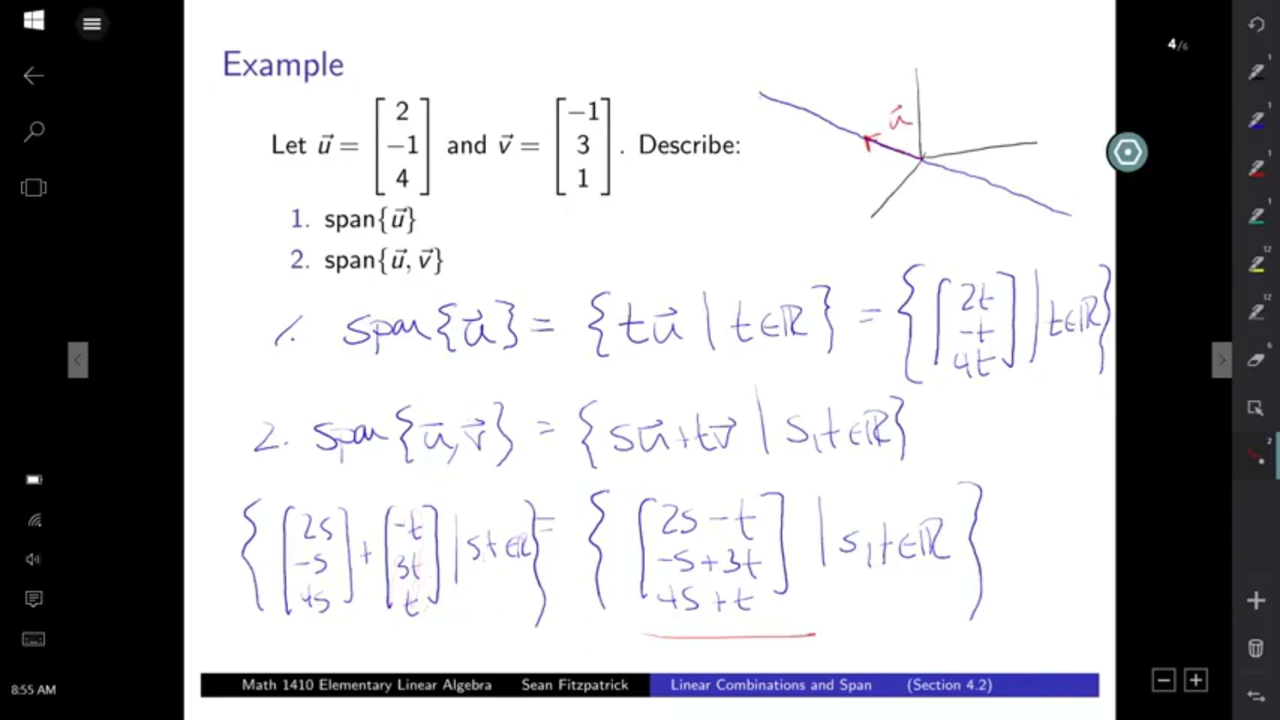 4/6
Example
Let u⃗ = [2 −1 4] and v⃗ = [−1 3 1]. Describe:
u⃗
1. span{u⃗}
2. span{u⃗, v⃗}
1. span{u⃗} = {tu⃗ | t∈ℝ} = {[2t -t 4t] | t∈ℝ}
2. span{u⃗, v⃗} = {su⃗+tv⃗ | s,t∈ℝ}
{[2s -s 4s] + [-t 3t t] | s,t∈ℝ} = {[2s-t -s+3t 4s+t] | s,t∈ℝ}
Math 1410 Elementary Linear Algebra Sean Fitzpatrick Linear Combinations and Span (Section 4.2)
8:55 AM